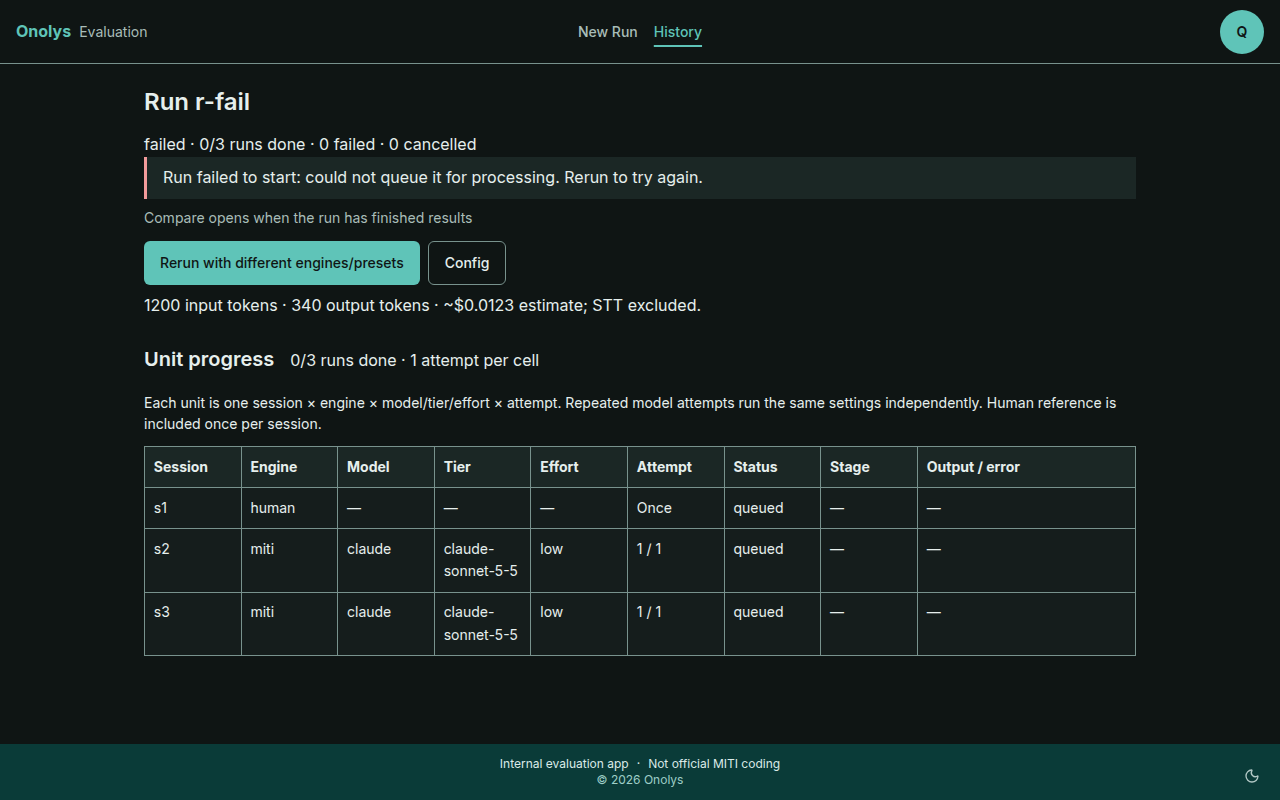 Onolys Evaluation New Run History Q
Run r-fail
failed · 0/3 runs done · 0 failed · 0 cancelled
Run failed to start: could not queue it for processing. Rerun to try again.
Compare opens when the run has finished results
Rerun with different engines/presets Config
1200 input tokens · 340 output tokens · ~$0.0123 estimate; STT excluded.
Unit progress 0/3 runs done · 1 attempt per cell
Each unit is one session × engine × model/tier/effort × attempt. Repeated model attempts run the same settings independently. Human reference is
included once per session.
Session Engine Model Tier Effort Attempt Status Stage Output / error
s1 human — — — Once queued — —
s2 miti claude claude-sonnet-5-5 low 1 / 1 queued — —
s3 miti claude claude-sonnet-5-5 low 1 / 1 queued — —
Internal evaluation app · Not official MITI coding
© 2026 Onolys